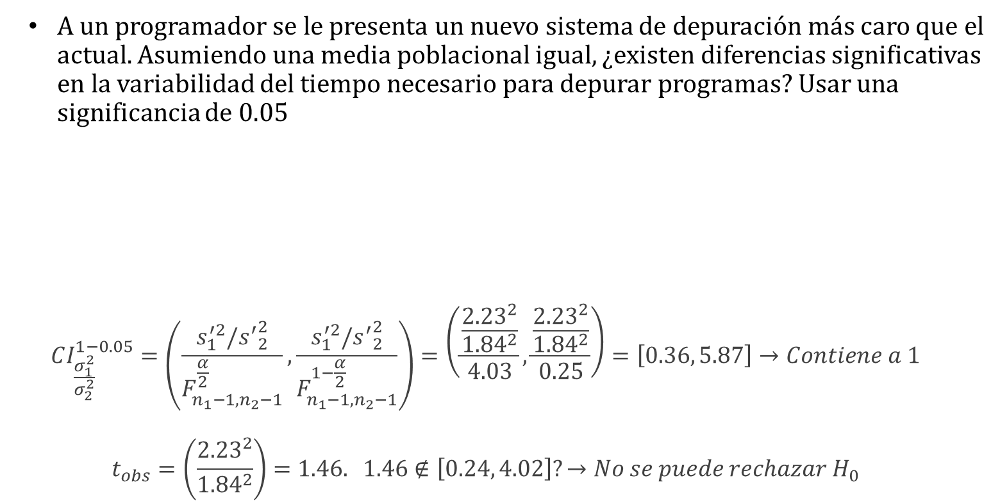 • A un programador se le presenta un nuevo sistema de depuración más caro que el
actual. Asumiendo una media poblacional igual, ¿existen diferencias significativas
en la variabilidad del tiempo necesario para depurar programas? Usar una
significancia de 0.05
$CI_{\frac{\sigma_1^2}{\sigma_2^2}}^{1-0.05} = \left( \frac{s_1'^2/s'^2_2}{F^{\frac{\alpha}{2}}_{n_1-1,n_2-1}}, \frac{s_1'^2/s'^2_2}{F^{1-\frac{\alpha}{2}}_{n_1-1,n_2-1}} \right) = \left( \frac{\frac{2.23^2}{1.84^2}}{4.03}, \frac{\frac{2.23^2}{1.84^2}}{0.25} \right) = [0.36, 5.87] \rightarrow Contiene\ a\ 1$
$t_{obs} = \left( \frac{2.23^2}{1.84^2} \right) = 1.46.\ \ 1.46 \notin [0.24, 4.02]? \rightarrow No\ se\ puede\ rechazar\ H_0$